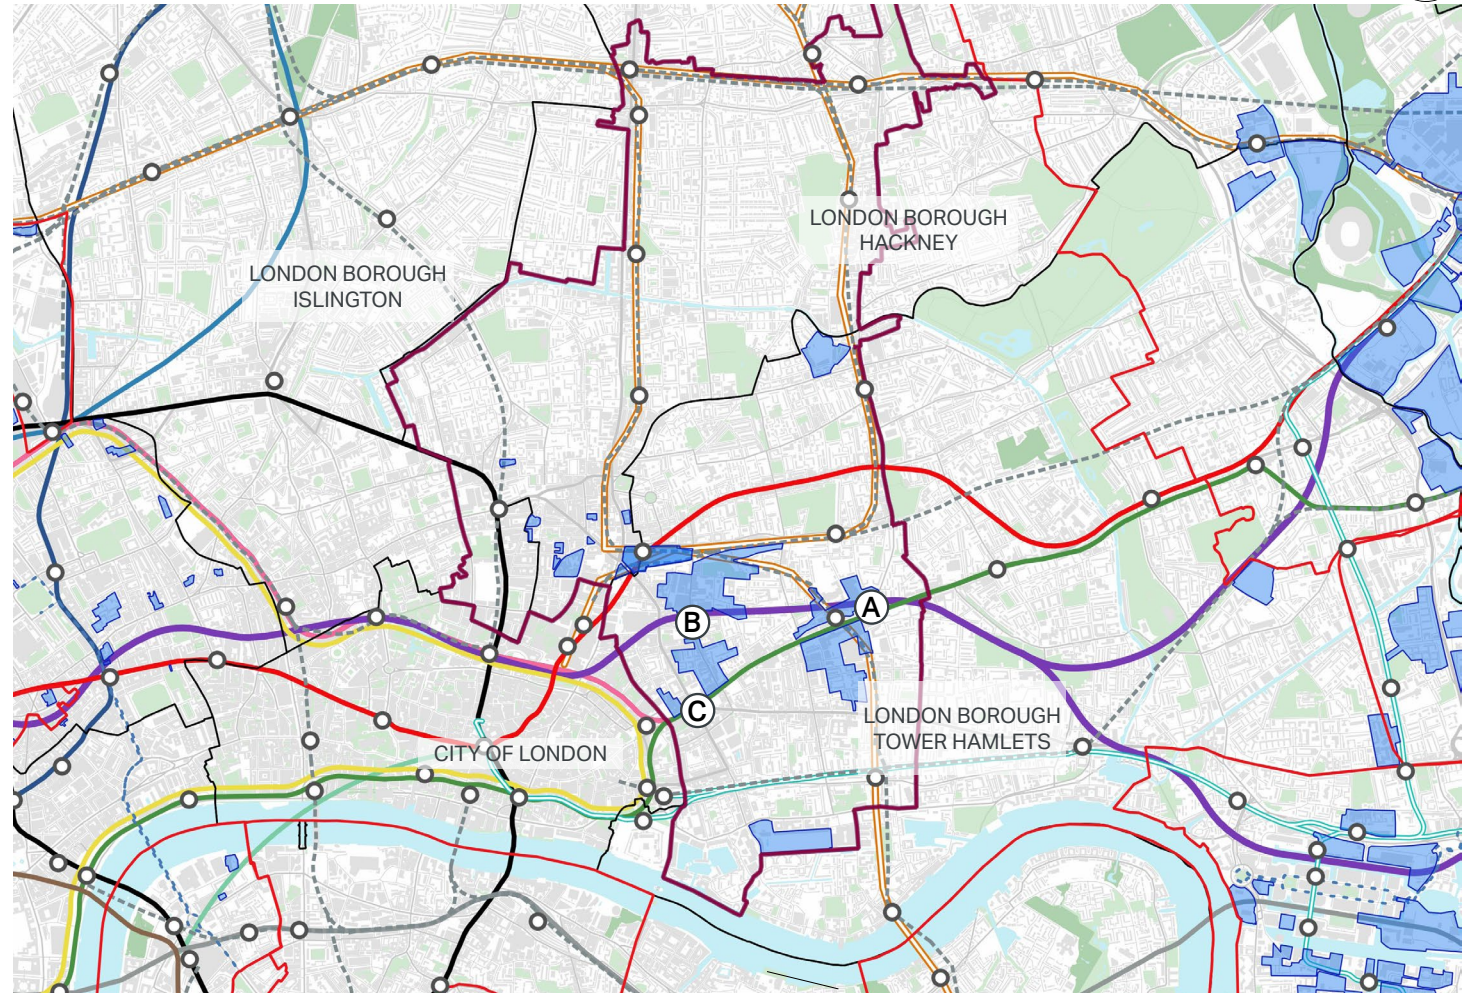 LONDON BOROUGH
HACKNEY
LONDON BOROUGH
ISLINGTON
A
B
C
LONDON BOROUGH
TOWER HAMLETS
CITY OF LONDON